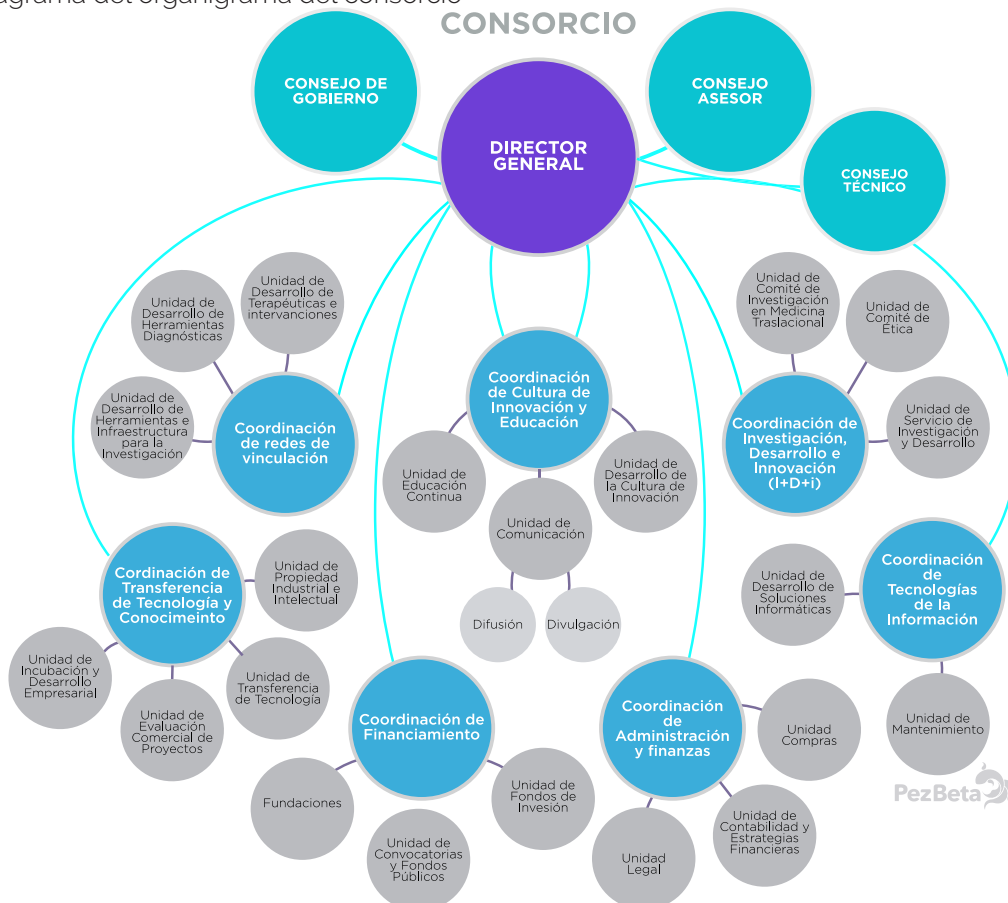 agrama del organigrama del consorcio
CONSORCIO
CONSEJO DE
GOBIERNO
CONSEJO
ASESOR
DIRECTOR
GENERAL
CONSEJO
TÉCNICO
Unidad de
Desarrollo de
Herramientas
Diagnósticas
Unidad de
Desarrollo de
Terapéuticas e
intervanciones
Unidad de
Desarrollo de
Herramientas e
Infraestructura
para la
Investigación
Coordinación
de redes de
vinculación
Coordinación
de Cultura de
Innovación y
Educación
Unidad de
Educación
Continua
Unidad de
Comunicación
Unidad de
Desarrollo de
la Cultura de
Innovación
Difusión
Divulgación
Unidad de
Comité de
Investigación
en Medicina
Traslacional
Unidad de
Comité de
Ética
Unidad de
Servicio de
Investigación
y Desarrollo
Coordinación de
Investigación,
Desarrollo e
Innovación
(I+D+i)
Cordinación de
Transferencia
de Tecnología y
Conocimeinto
Unidad de
Propiedad
Industrial e
Intelectual
Unidad de
Incubación y
Desarrollo
Empresarial
Unidad de
Evaluación
Comercial de
Proyectos
Unidad de
Transferencia
de Tecnología
Coordinación de
Financiamiento
Fundaciones
Unidad de
Convocatorias
y Fondos
Públicos
Unidad de
Fondos de
Invesión
Coordinación
de
Administración
y finanzas
Unidad
Compras
Unidad de
Contabilidad y
Estrategias
Financieras
Unidad
Legal
Unidad de
Desarrollo de
Soluciones
Informáticas
Coordinación
de
Tecnologías
de la
Información
Unidad de
Mantenimiento
PezBeta